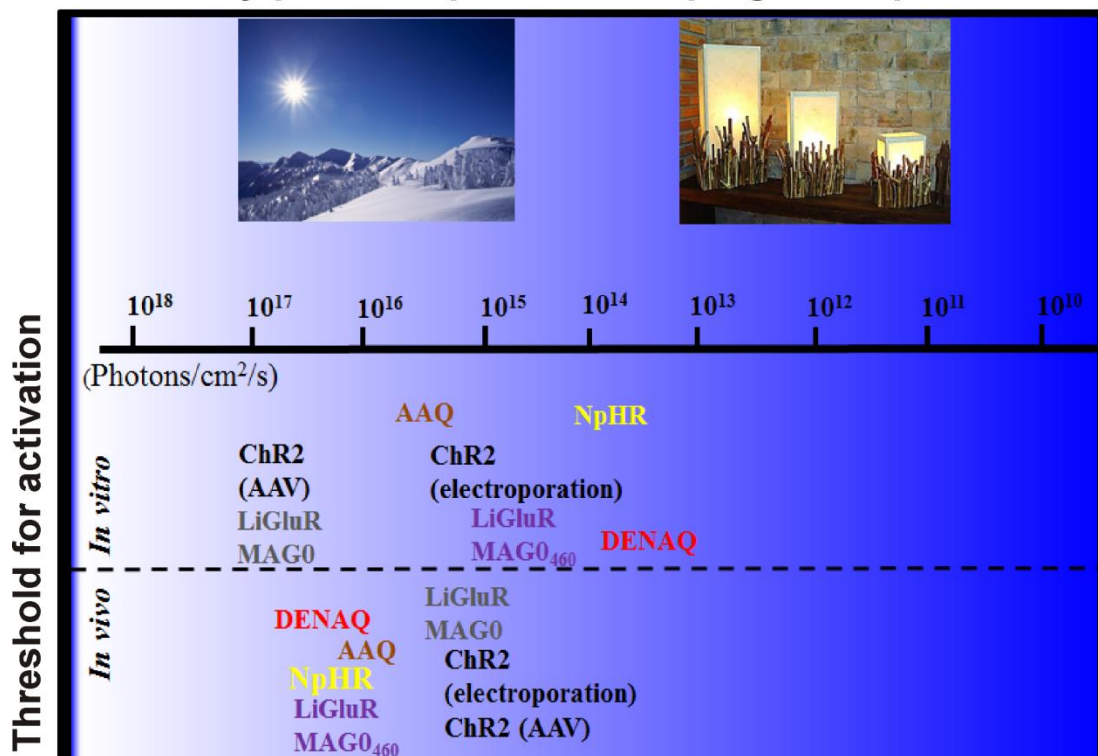 10¹⁸ 10¹⁷ 10¹⁶ 10¹⁵ 10¹⁴ 10¹³ 10¹² 10¹¹ 10¹⁰
(Photons/cm²/s)
Threshold for activation
In vitro
AAQ
NpHR
ChR2
(AAV)
ChR2
(electroporation)
LiGluR
MAG0
LiGluR
MAG0₄₆₀
DENAQ
In vivo
DENAQ
AAQ
NpHR
LiGluR
MAG0₄₆₀
LiGluR
MAG0
ChR2
(electroporation)
ChR2 (AAV)